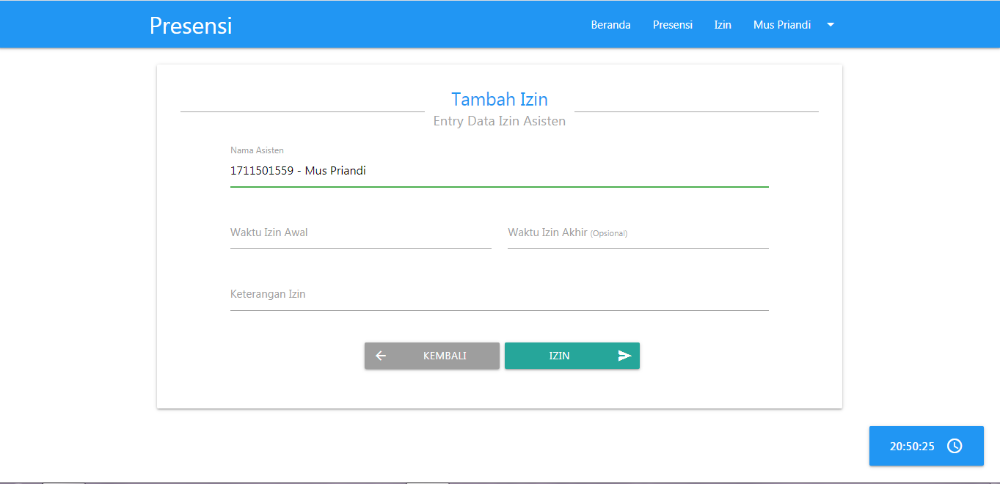 Presensi
Beranda Presensi Izin Mus Priandi
Tambah Izin
Entry Data Izin Asisten
Nama Asisten
1711501559 - Mus Priandi
Waktu Izin Awal Waktu Izin Akhir (Opsional)
Keterangan Izin
KEMBALI IZIN
20:50:25